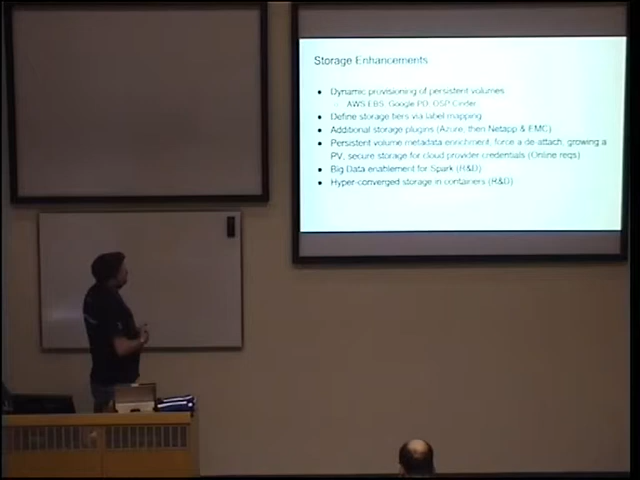 Storage Enhancements
● Dynamic provisioning of persistent volumes
○ AWS EBS, Google PD, OSP Cinder
● Define storage tiers via label mapping
● Additional storage plugins (Azure, then Netapp & EMC)
● Persistent volume metadata enrichment, force a de attach, growing a
PV, secure storage for cloud provider credentials (Online reqs)
● Big Data enablement for Spark (R&D)
● Hyper-converged storage in containers (R&D)